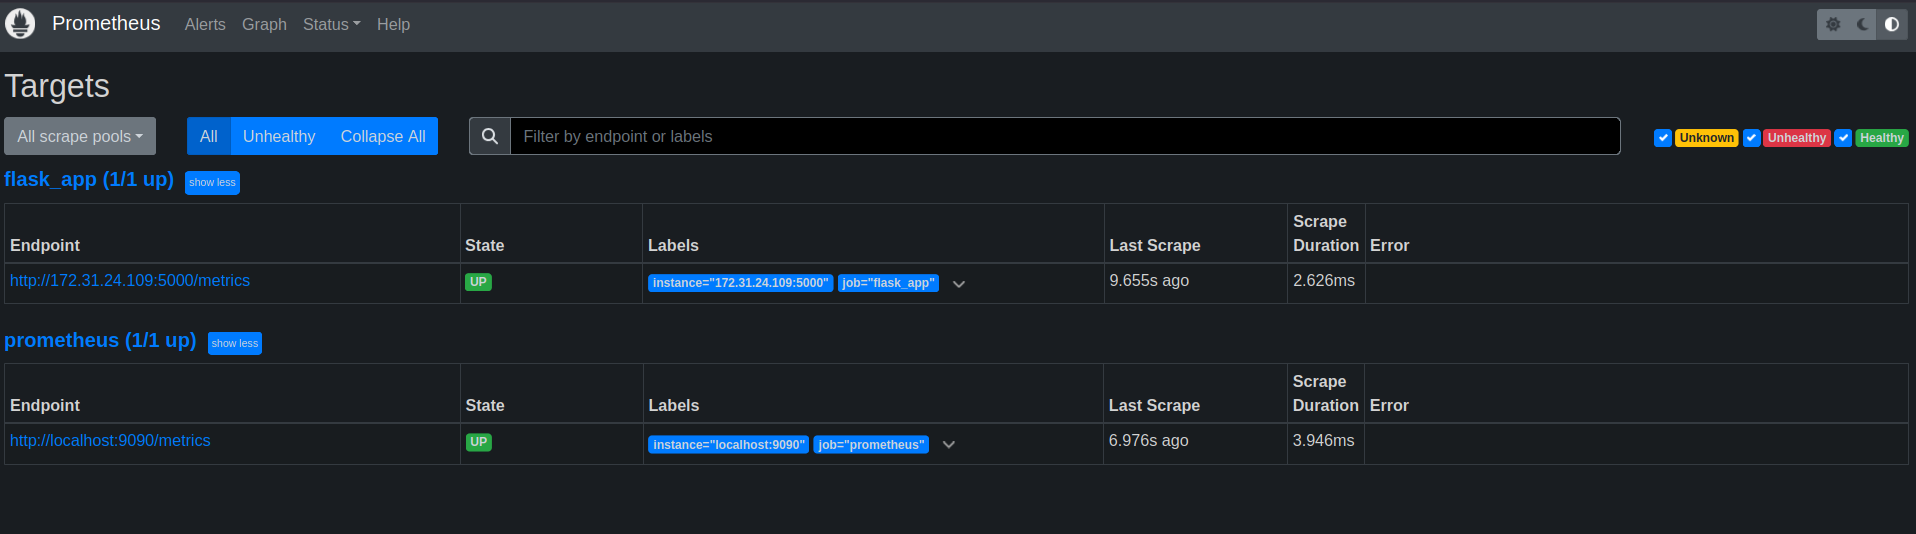 Prometheus Alerts Graph Status Help
Targets
All scrape pools All Unhealthy Collapse All Filter by endpoint or labels Unknown Unhealthy Healthy
flask_app (1/1 up) show less
Endpoint State Labels Last Scrape Scrape Duration Error
http://172.31.24.109:5000/metrics UP instance="172.31.24.109:5000" job="flask_app" 9.655s ago 2.626ms
prometheus (1/1 up) show less
Endpoint State Labels Last Scrape Scrape Duration Error
http://localhost:9090/metrics UP instance="localhost:9090" job="prometheus" 6.976s ago 3.946ms